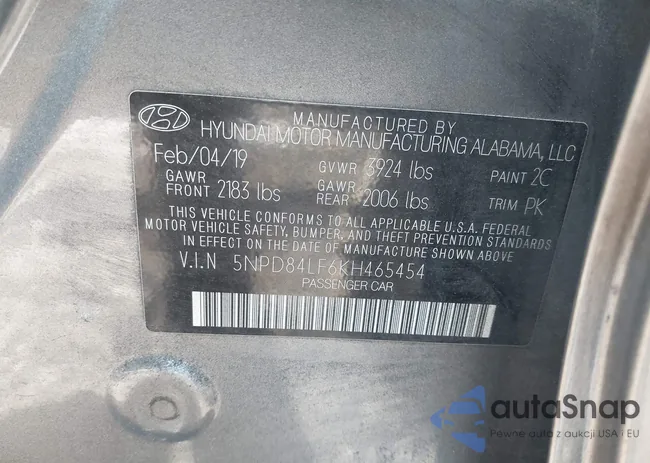 MANUFACTURED BY
HYUNDAI MOTOR MANUFACTURING ALABAMA, LLC
Feb/04/19 GVWR 3924 lbs PAINT 2C
GAWR FRONT 2183 lbs GAWR REAR 2006 lbs TRIM PK
THIS VEHICLE CONFORMS TO ALL APPLICABLE U.S.A. FEDERAL
MOTOR VEHICLE SAFETY, BUMPER, AND THEFT PREVENTION STANDARDS
IN EFFECT ON THE DATE OF MANUFACTURE SHOWN ABOVE.
V.I.N 5NPD84LF6KH465454
PASSENGER CAR
autaSnap
Pewne auta z aukcji USA i EU